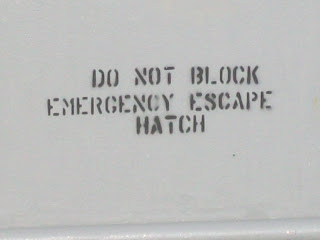 DO NOT BLOCK
EMERGENCY ESCAPE
HATCH